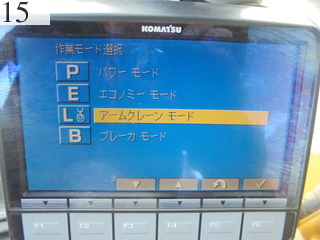 15
KOMATSU
作業モード選択
P パワー モード
E エコノミー モード
L アームクレーン モード
B ブレーカ モード
F1 F2 F3 F4 F5 F6